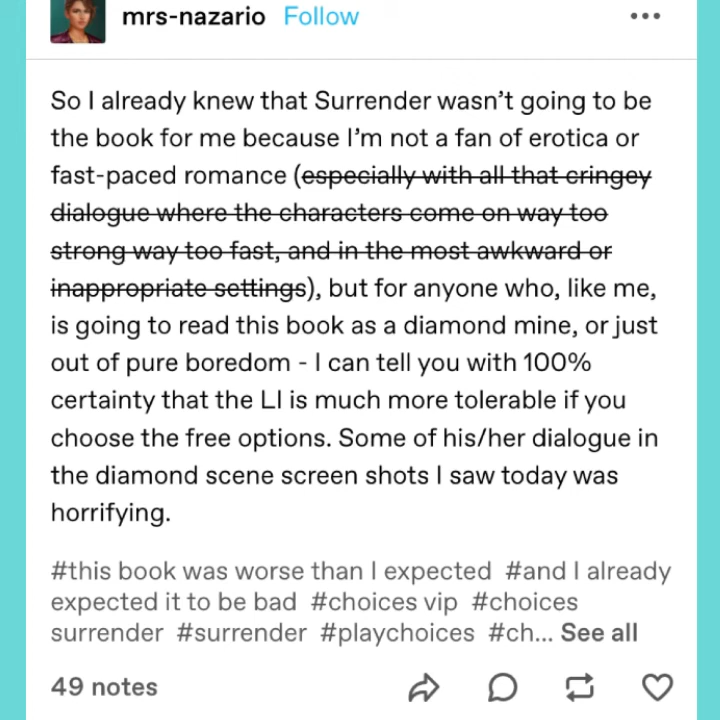 mrs-nazario Follow
So I already knew that Surrender wasn't going to be
the book for me because I'm not a fan of erotica or
fast-paced romance (especially with all that cringey
dialogue where the characters come on way too
strong way too fast, and in the most awkward or
inappropriate settings), but for anyone who, like me,
is going to read this book as a diamond mine, or just
out of pure boredom - I can tell you with 100%
certainty that the LI is much more tolerable if you
choose the free options. Some of his/her dialogue in
the diamond scene screen shots I saw today was
horrifying.
#this book was worse than I expected #and I already
expected it to be bad #choices vip #choices
surrender #surrender #playchoices #ch... See all
49 notes